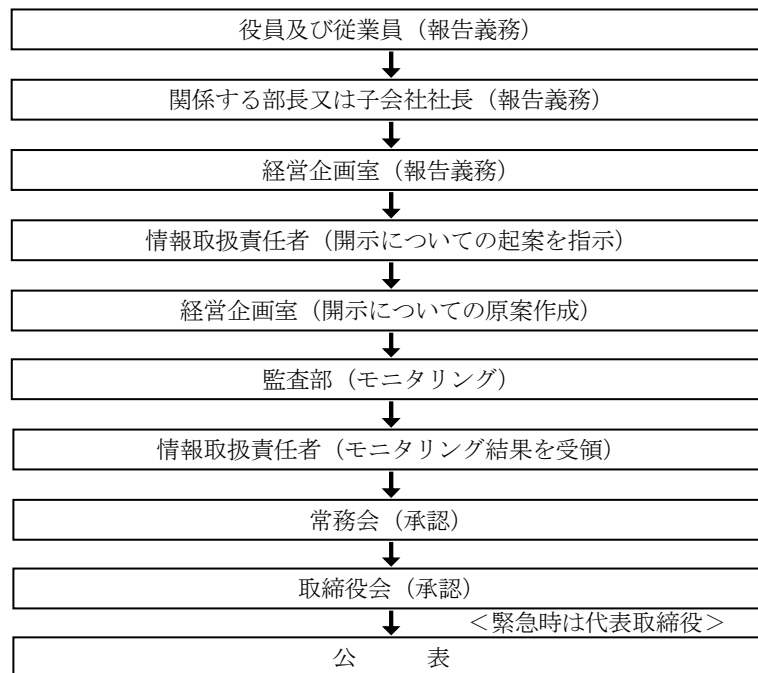 役員及び従業員（報告義務）
関係する部長又は子会社社長（報告義務）
経営企画室（報告義務）
情報取扱責任者（開示についての起案を指示）
経営企画室（開示についての原案作成）
監査部（モニタリング）
情報取扱責任者（モニタリング結果を受領）
常務会（承認）
取締役会（承認）
＜緊急時は代表取締役＞
公　　　表